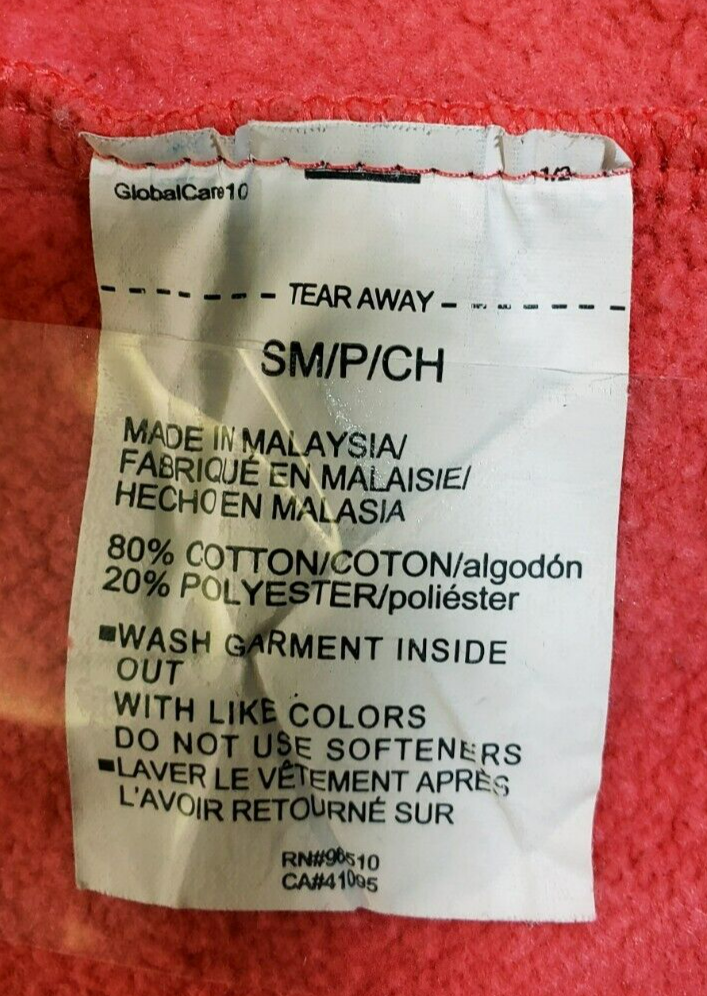 1/2
GlobalCare10
TEAR AWAY
SM/P/CH
MADE IN MALAYSIA/
FABRIQUÉ EN MALAISIE/
HECHO EN MALASIA
80% COTTON/COTON/algodón
20% POLYESTER/poliéster
■WASH GARMENT INSIDE
OUT
WITH LIKE COLORS
DO NOT USE SOFTENERS
■LAVER LE VÊTEMENT APRÈS
L'AVOIR RETOURNÉ SUR
RN#96510
CA#41095